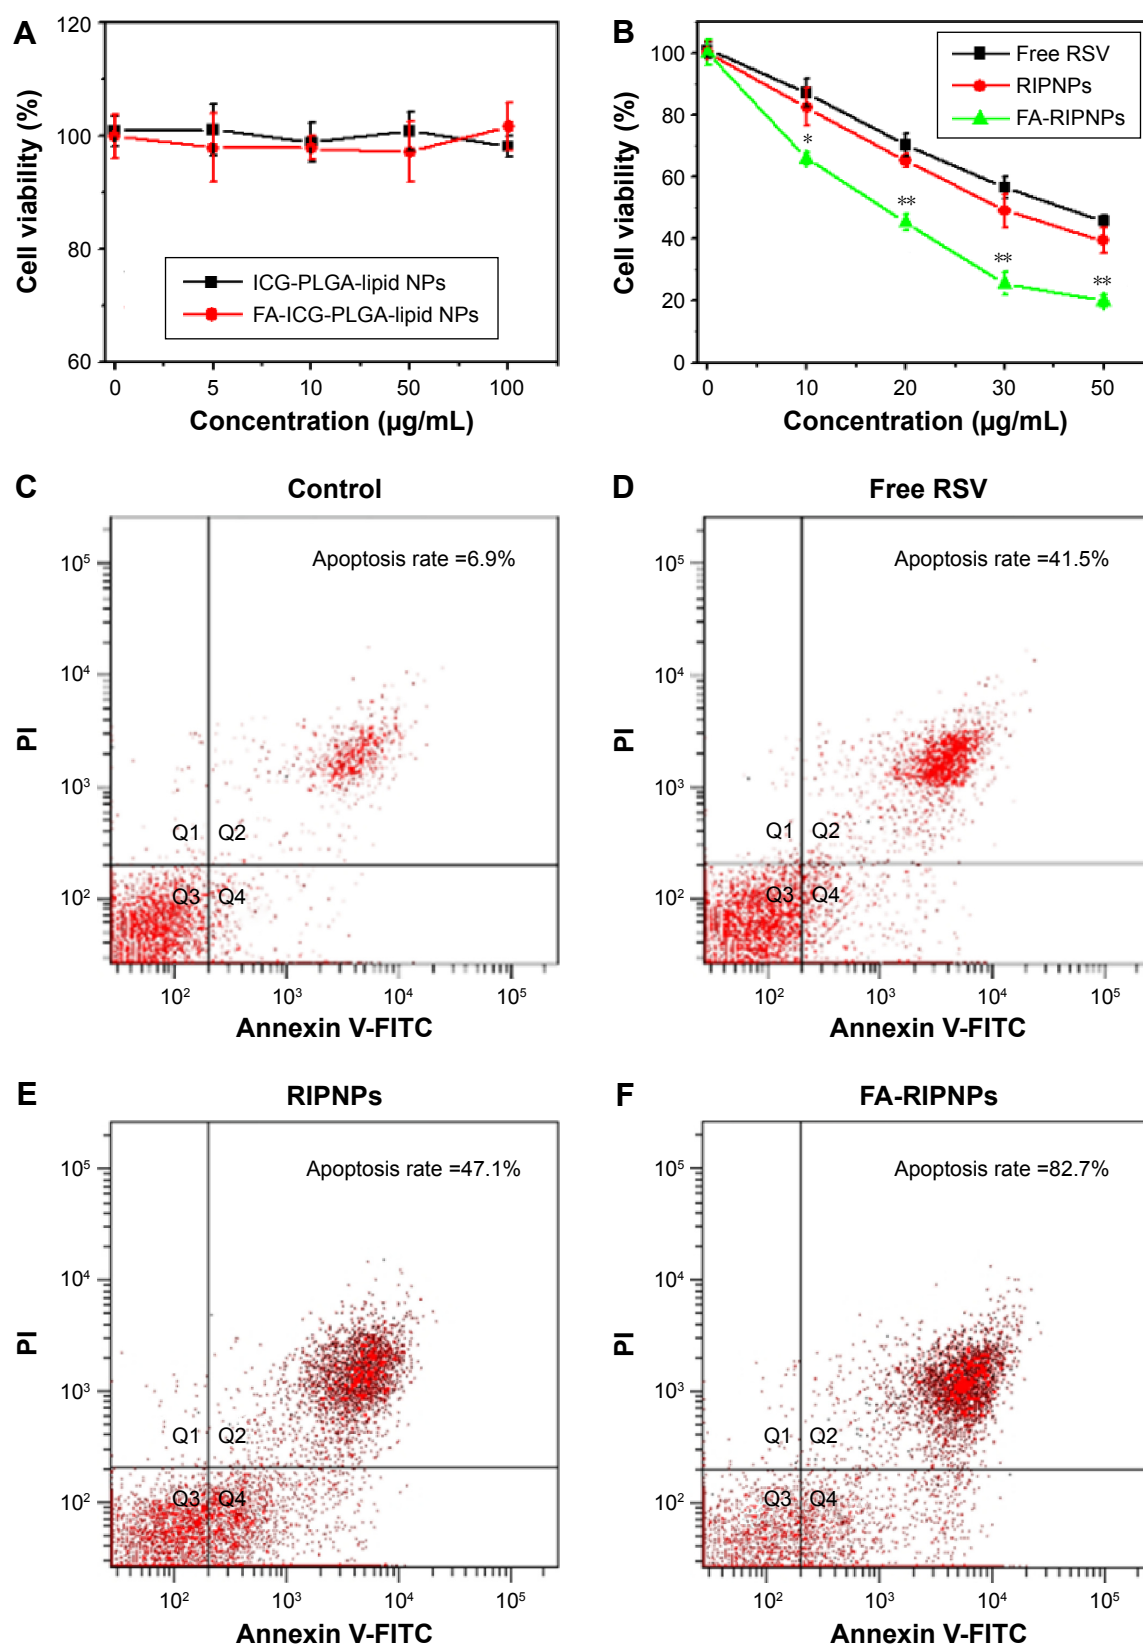 A
120
100
80
60
Cell viability (%)
ICG-PLGA-lipid NPs
FA-ICG-PLGA-lipid NPs
0 5 10 50 100
Concentration (µg/mL)
B
100
80
60
40
20
0
Cell viability (%)
Free RSV
RIPNPs
FA-RIPNPs
*
**
**
**
0 10 20 30 50
Concentration (µg/mL)
C
Control
Apoptosis rate =6.9%
10⁵
10⁴
10³
10²
PI
Q1 Q2
Q3 Q4
10² 10³ 10⁴ 10⁵
Annexin V-FITC
D
Free RSV
Apoptosis rate =41.5%
10⁵
10⁴
10³
10²
PI
Q1 Q2
Q3 Q4
10² 10³ 10⁴ 10⁵
Annexin V-FITC
E
RIPNPs
Apoptosis rate =47.1%
10⁵
10⁴
10³
10²
PI
Q1 Q2
Q3 Q4
10² 10³ 10⁴ 10⁵
Annexin V-FITC
F
FA-RIPNPs
Apoptosis rate =82.7%
10⁵
10⁴
10³
10²
PI
Q1 Q2
Q3 Q4
10² 10³ 10⁴ 10⁵
Annexin V-FITC